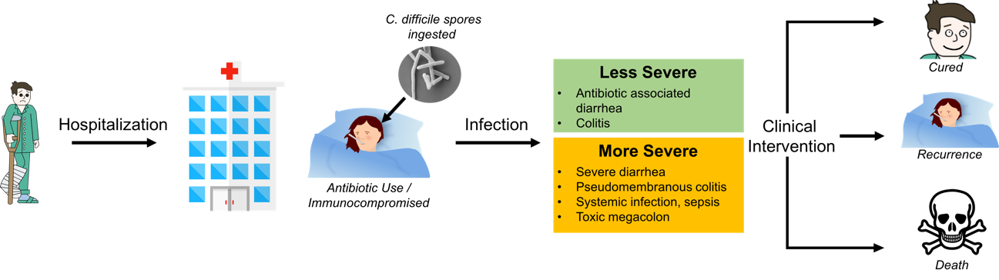 Hospitalization
C. difficile spores
ingested
Antibiotic Use /
Immunocompromised
Infection
Less Severe
• Antibiotic associated
diarrhea
• Colitis
More Severe
• Severe diarrhea
• Pseudomembranous colitis
• Systemic infection, sepsis
• Toxic megacolon
Clinical
Intervention
Cured
Recurrence
Death